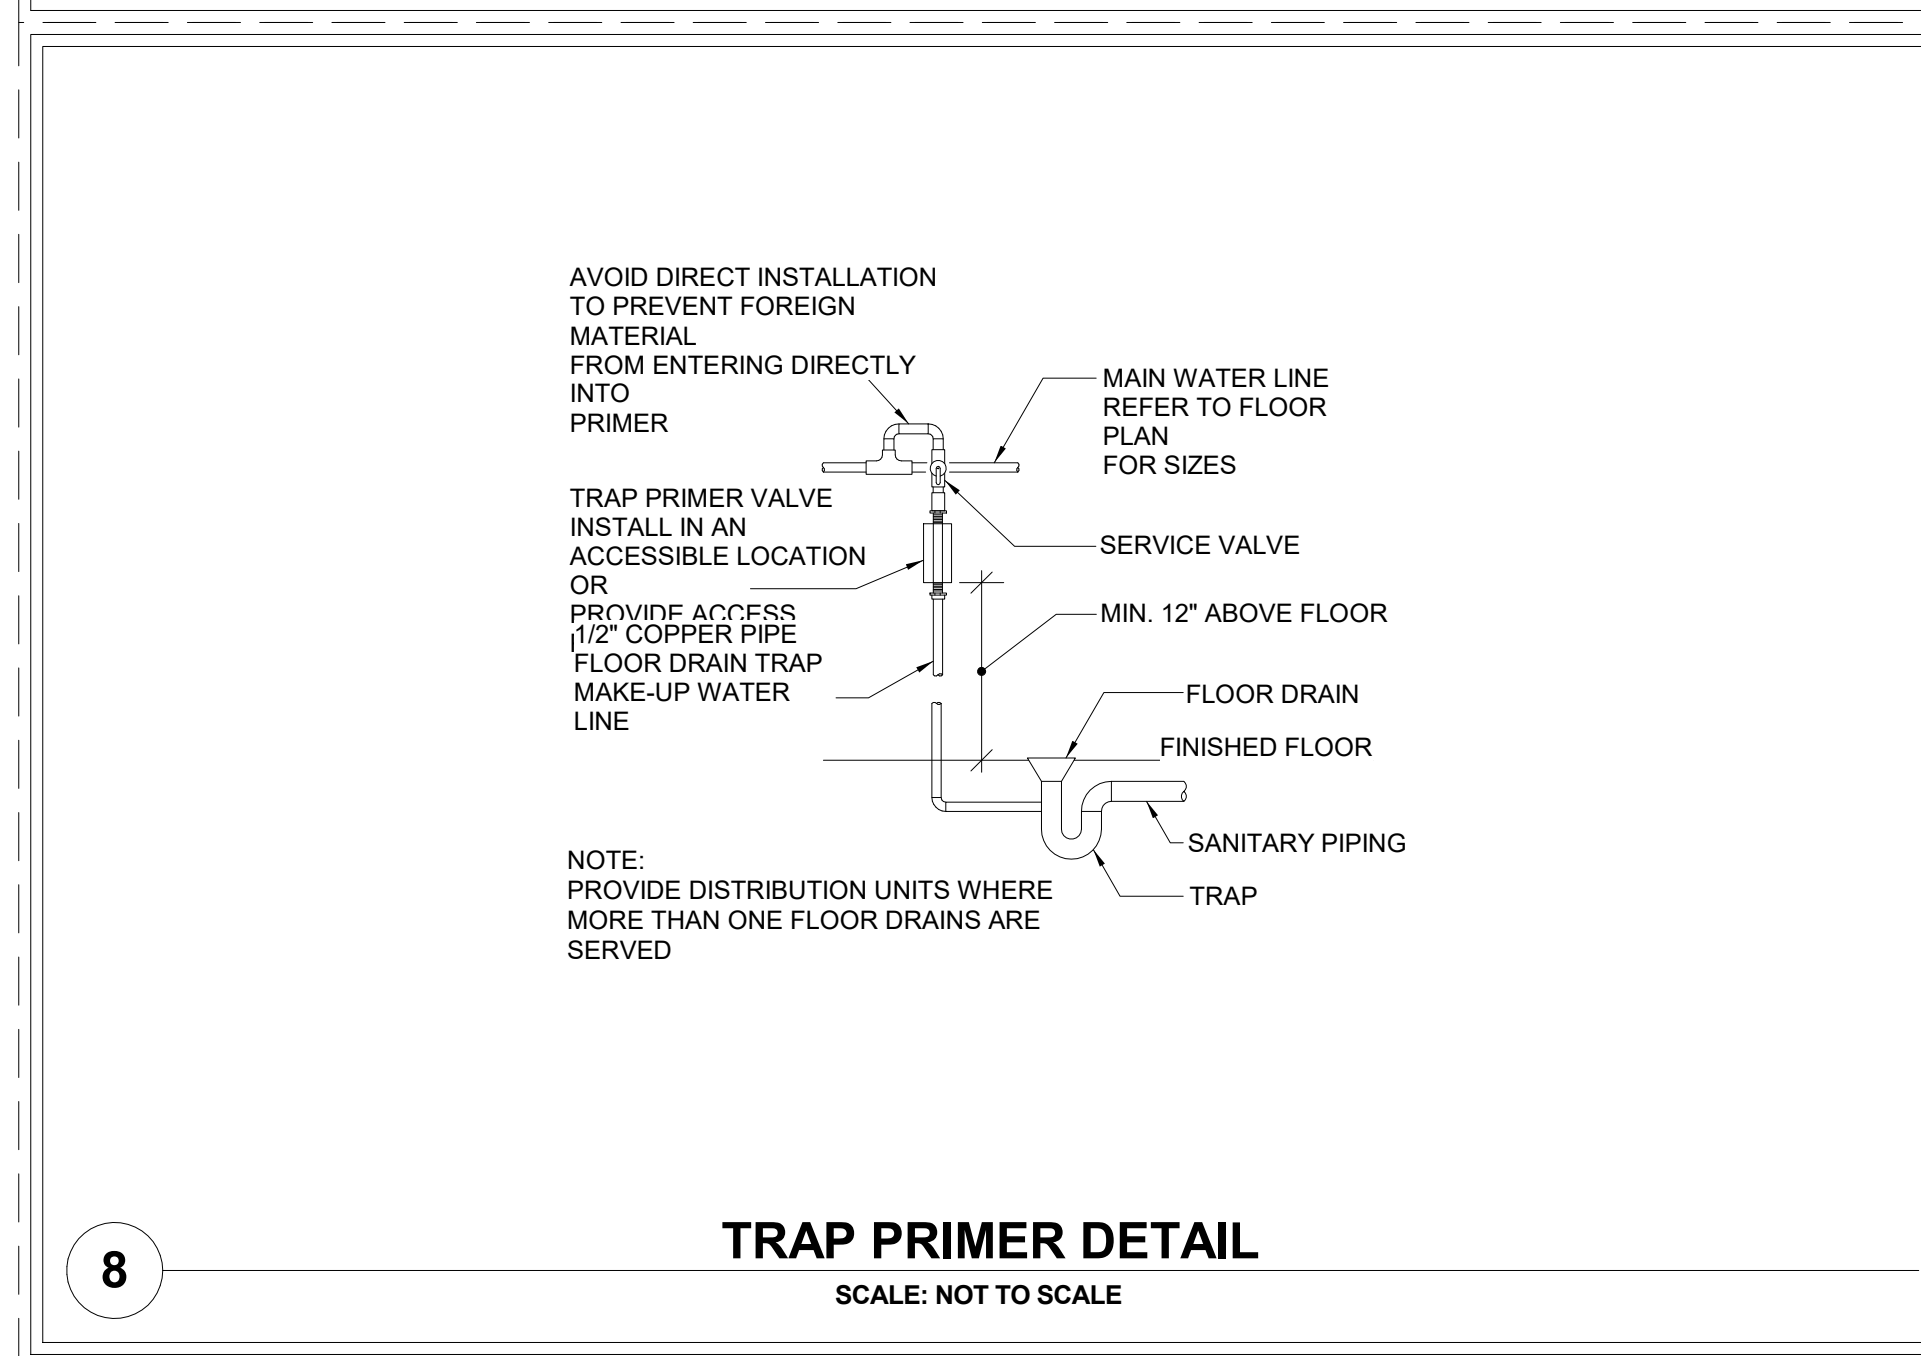 AVOID DIRECT INSTALLATION
TO PREVENT FOREIGN
MATERIAL
FROM ENTERING DIRECTLY
INTO
PRIMER
MAIN WATER LINE
REFER TO FLOOR
PLAN
FOR SIZES
TRAP PRIMER VALVE
INSTALL IN AN
ACCESSIBLE LOCATION
OR
PROVIDE ACCESS
SERVICE VALVE
MIN. 12" ABOVE FLOOR
1/2" COPPER PIPE
FLOOR DRAIN TRAP
MAKE-UP WATER
LINE
FLOOR DRAIN
FINISHED FLOOR
SANITARY PIPING
TRAP
NOTE:
PROVIDE DISTRIBUTION UNITS WHERE
MORE THAN ONE FLOOR DRAINS ARE
SERVED
8
TRAP PRIMER DETAIL
SCALE: NOT TO SCALE